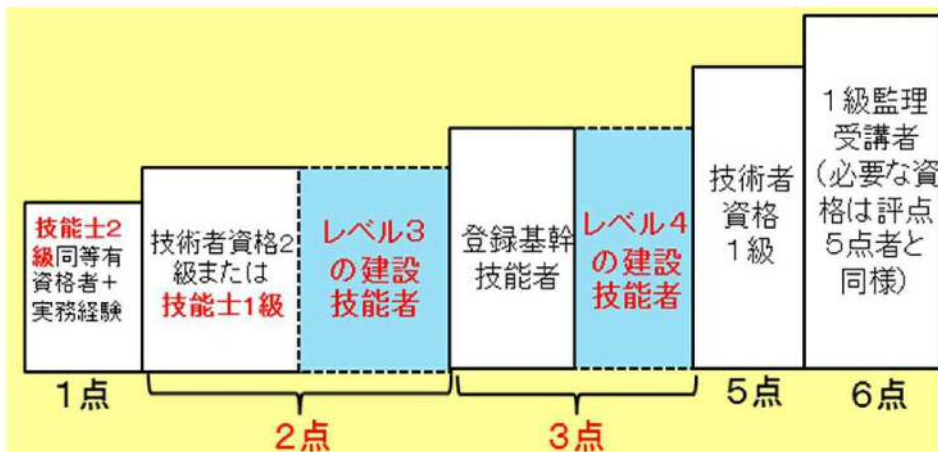 技能士2
級同等有
資格者＋
実務経験
1点
技術者資格2
級または
技能士1級
レベル3
の建設
技能者
2点
登録基幹
技能者
レベル4
の建設
技能者
3点
技術者
資格
1級
5点
1級監理
受講者
(必要な資
格は評点
5点者と
同様)
6点